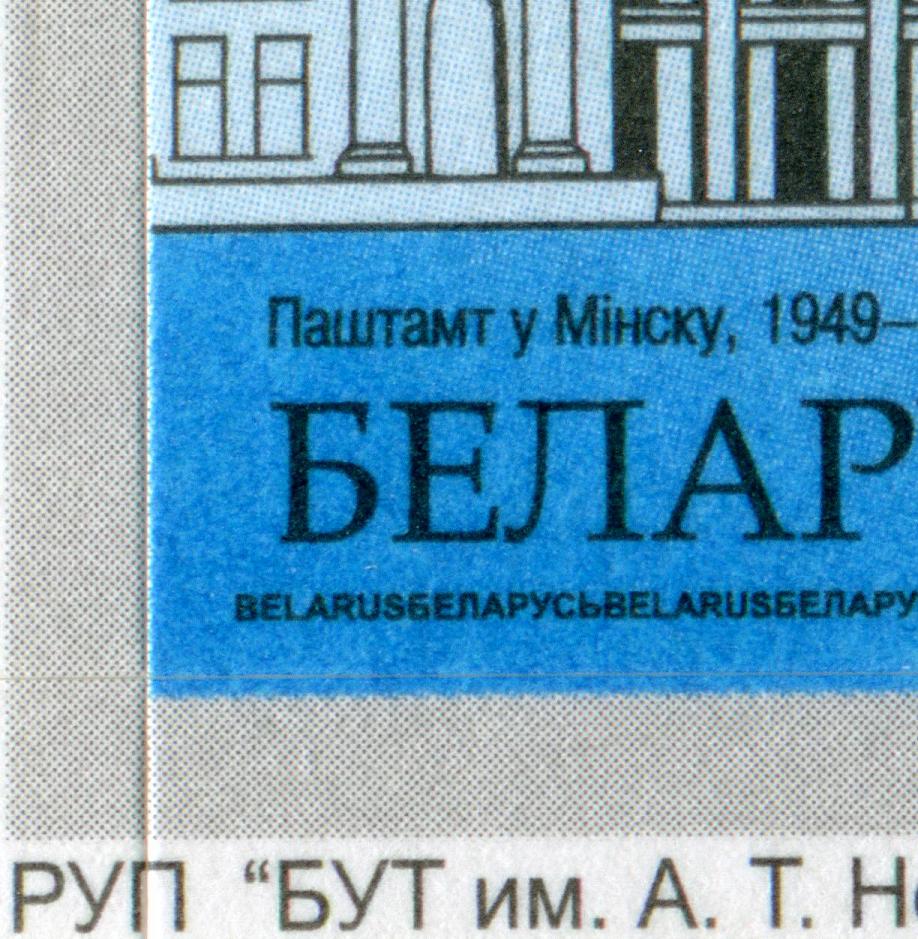 Паштамт у Мінску, 1949–
БЕЛАР
BELARUSБЕЛАРУСЬBELARUSБЕЛАРУ
РУП “БУТ им. А. Т. Н